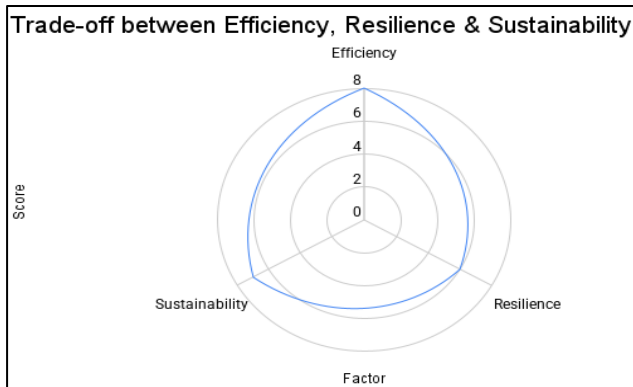 Trade-off between Efficiency, Resilience & Sustainability
Efficiency
8
6
4
2
0
Score
Sustainability
Resilience
Factor